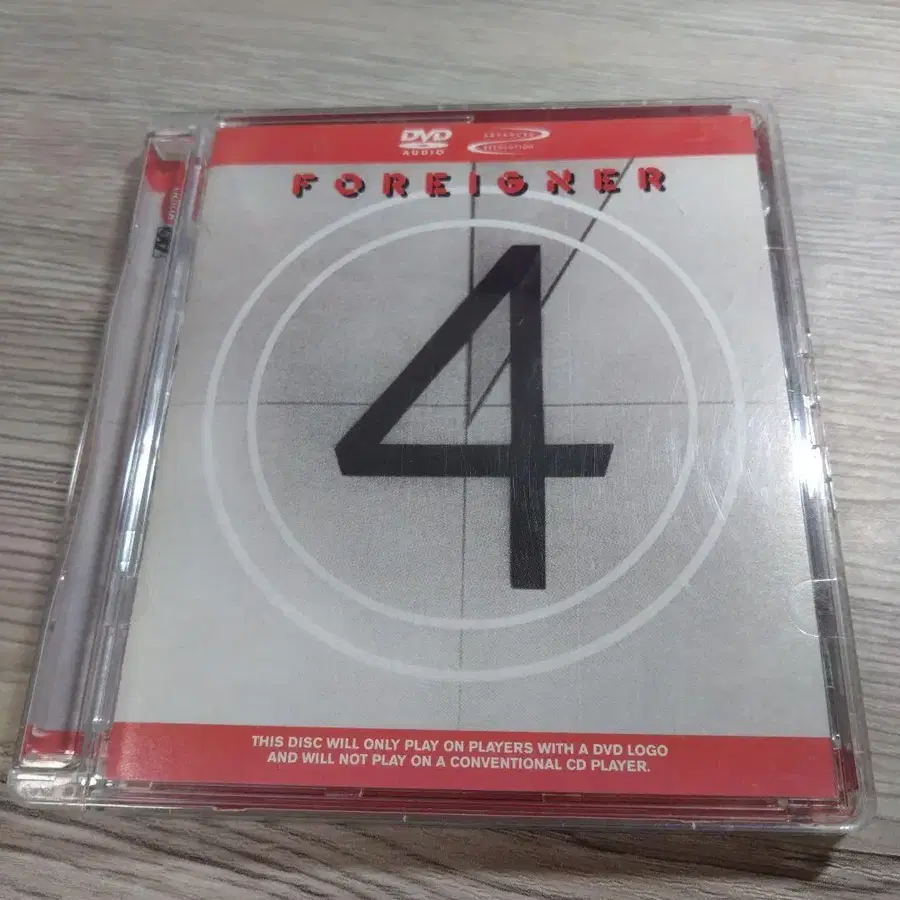 DVD
AUDIO
ADVANCED
RESOLUTION
FOREIGNER
4
THIS DISC WILL ONLY PLAY ON PLAYERS WITH A DVD LOGO
AND WILL NOT PLAY ON A CONVENTIONAL CD PLAYER.